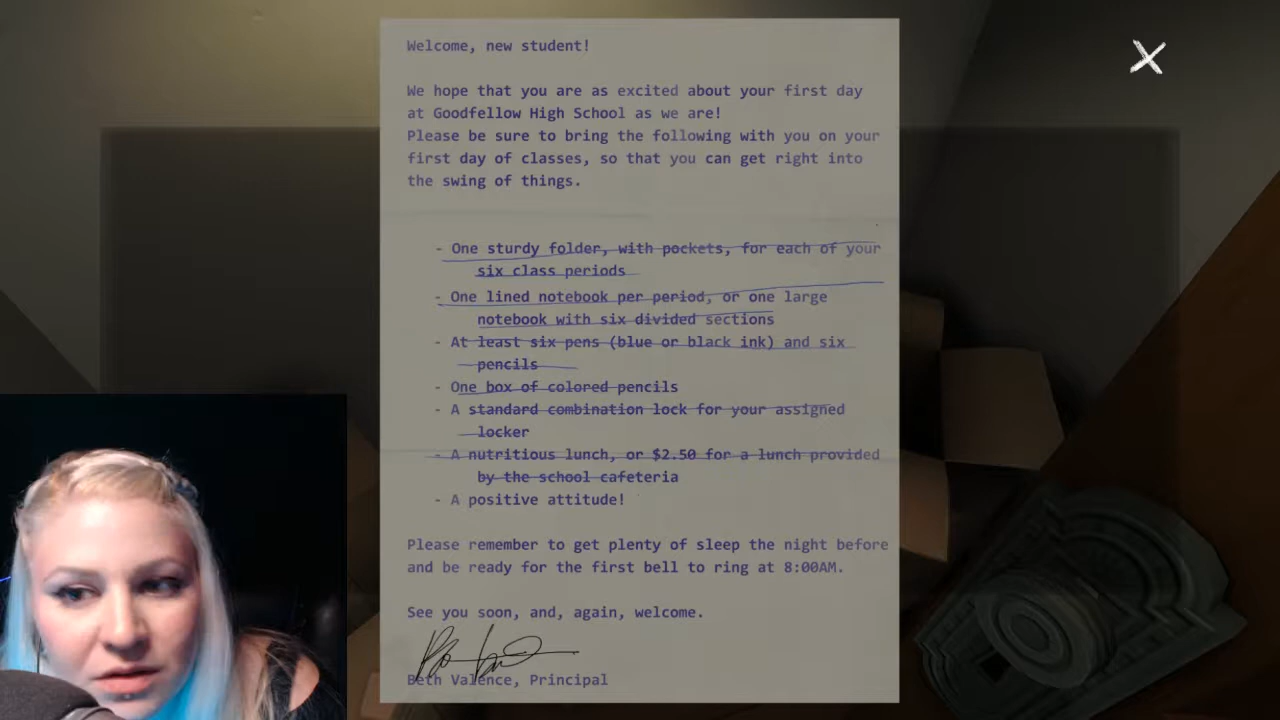 Welcome, new student!
We hope that you are as excited about your first day
at Goodfellow High School as we are!
Please be sure to bring the following with you on your
first day of classes, so that you can get right into
the swing of things.
- One sturdy folder, with pockets, for each of your
six class periods
- One lined notebook per period, or one large
notebook with six divided sections
- At least six pens (blue or black ink) and six
pencils
- One box of colored pencils
- A standard combination lock for your assigned
locker
- A nutritious lunch, or $2.50 for a lunch provided
by the school cafeteria
- A positive attitude!
Please remember to get plenty of sleep the night before
and be ready for the first bell to ring at 8:00AM.
See you soon, and, again, welcome.
Beth Valence, Principal